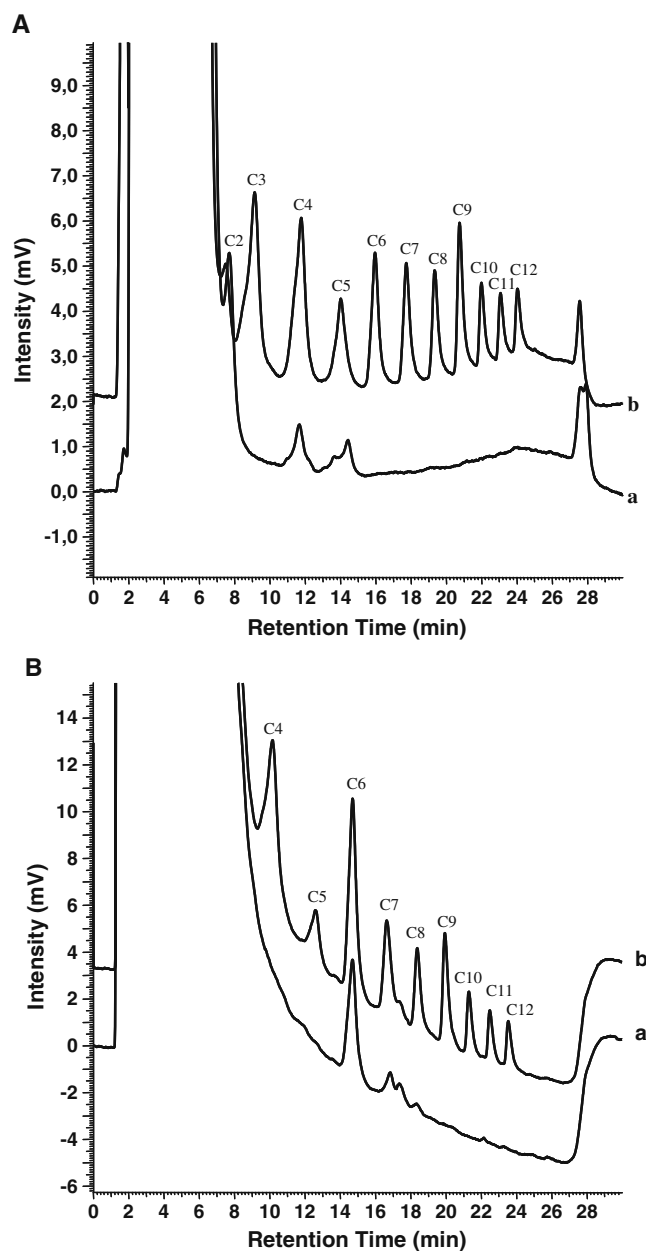 A
9,0
8,0
7,0
6,0
5,0
4,0
3,0
2,0
1,0
0,0
-1,0
Intensity (mV)
C2
C3
C4
C5
C6
C7
C8
C9
C10
C11
C12
b
a
0 2 4 6 8 10 12 14 16 18 20 22 24 26 28
Retention Time (min)
B
14
12
10
8
6
4
2
0
-2
-4
-6
Intensity (mV)
C4
C5
C6
C7
C8
C9
C10
C11
C12
b
a
0 2 4 6 8 10 12 14 16 18 20 22 24 26 28
Retention Time (min)